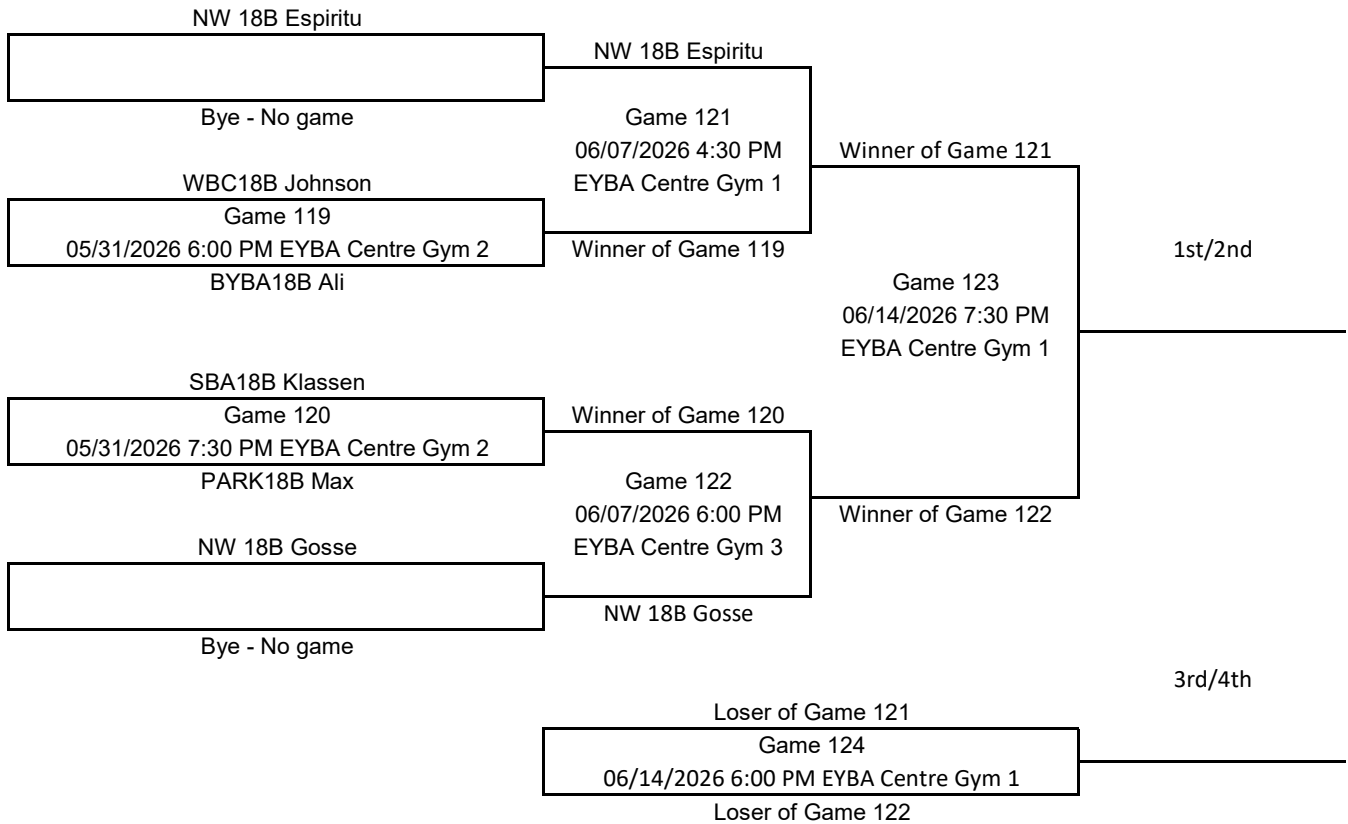 NW 18B Espiritu
Bye - No game
WBC18B Johnson
Game 119
05/31/2026 6:00 PM EYBA Centre Gym 2
BYBA18B Ali
SBA18B Klassen
Game 120
05/31/2026 7:30 PM EYBA Centre Gym 2
PARK18B Max
NW 18B Gosse
Bye - No game
NW 18B Espiritu
Game 121
06/07/2026 4:30 PM
EYBA Centre Gym 1
Winner of Game 119
Winner of Game 120
Game 122
06/07/2026 6:00 PM
EYBA Centre Gym 3
NW 18B Gosse
Winner of Game 121
Game 123
06/14/2026 7:30 PM
EYBA Centre Gym 1
Winner of Game 122
1st/2nd
Loser of Game 121
Game 124
06/14/2026 6:00 PM EYBA Centre Gym 1
Loser of Game 122
3rd/4th